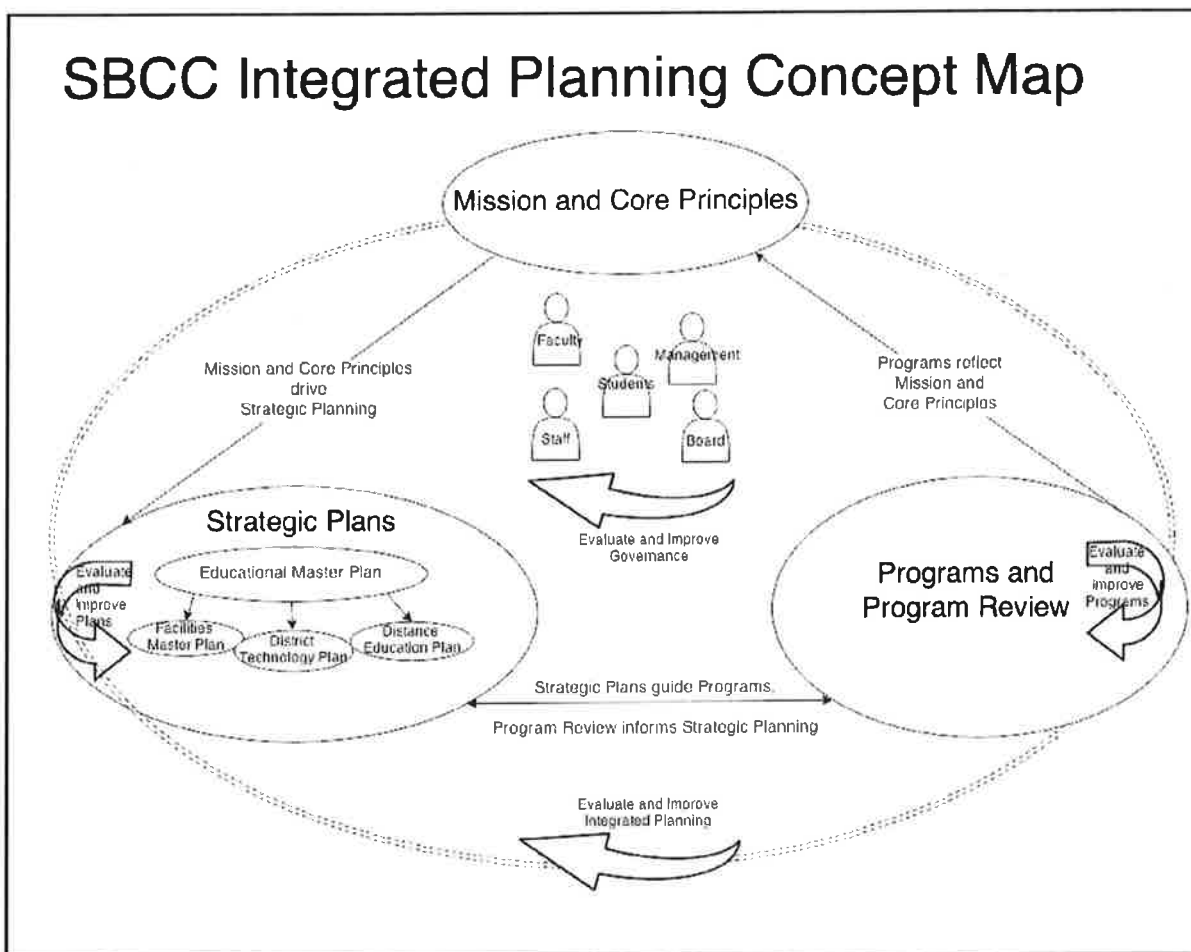 SBCC Integrated Planning Concept Map
Mission and Core Principles
Faculty
Management
Students
Staff
Board
Mission and Core Principles
drive
Strategic Planning
Programs reflect
Mission and
Core Principles
Evaluate and Improve
Governance
Strategic Plans
Educational Master Plan
Evaluate
and
Improve
Plans
Facilities
Master Plan
District
Technology Plan
Distance
Education Plan
Programs and
Program Review
Evaluate
and
Improve
Programs
Strategic Plans guide Programs,
Program Review informs Strategic Planning
Evaluate and Improve
Integrated Planning